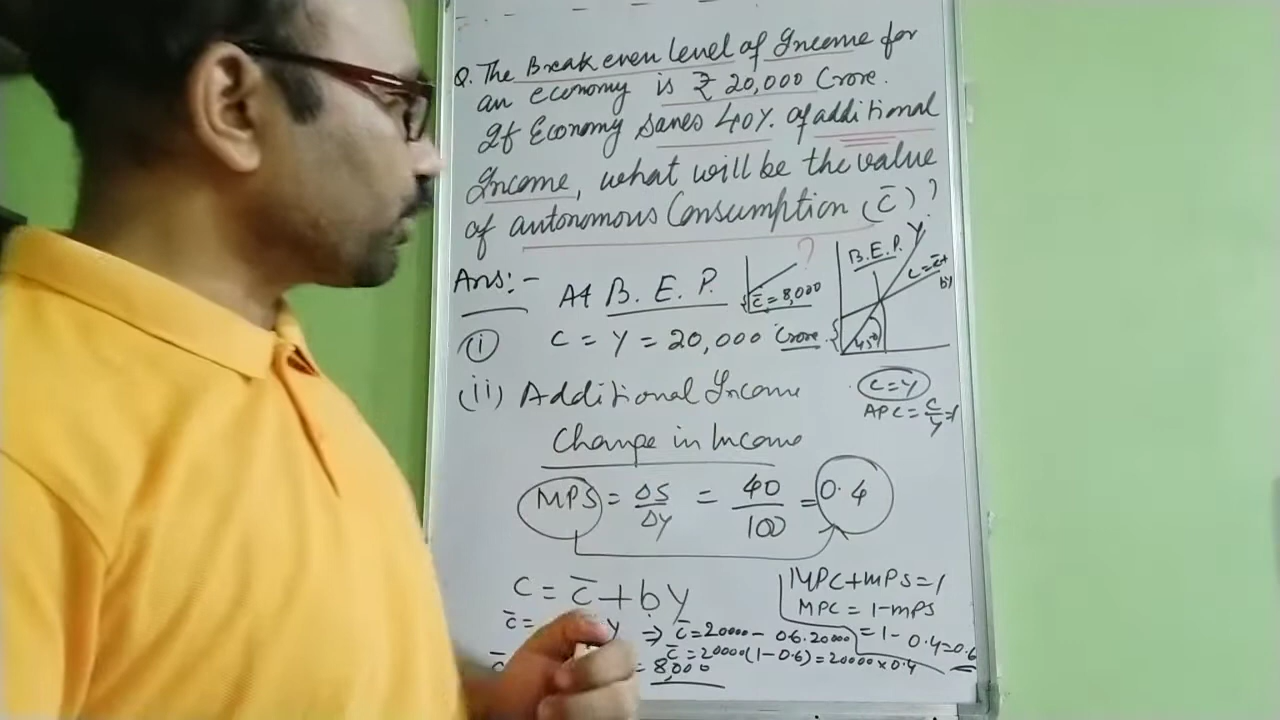 Q. The Break even level of Income for
an economy is ₹ 20,000 Crore.
If Economy saves 40%. of additional
Income, what will be the value
of autonomous Consumption (c̄)?
Ans:-
At B. E. P.
?
c̄ = 8,000
B.E.P.
Y
C = c̄ +
by
45°
(i) C = Y = 20,000 Crore.
C = Y
APC = C/Y = 1
(ii) Additional Income
Change in Income
MPS = ΔS/ΔY = 40/100 = 0.4
MPC + MPS = 1
MPC = 1 - MPS
= 1 - 0.4 = 0.6
C = c̄ + b Y
c̄ = Y ⇒ c̄ = 20000 - 0.6.20000
c̄ = 20000(1 - 0.6) = 20000 × 0.4
= 8,000